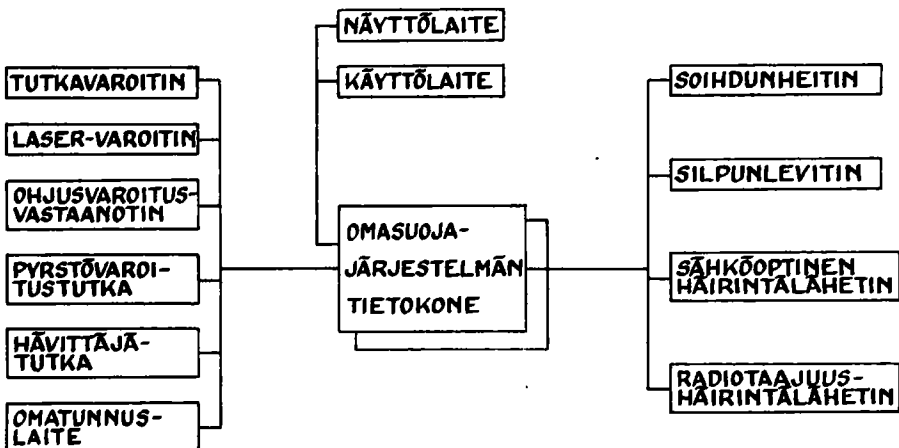 NÄYTTÖLAITE
KÄYTTÖLAITE
TUTKAVAROITIN
LASER-VAROITIN
OHJUSVAROITUS-
VASTAANOTIN
PYRSTÖVAROI-
TUSTUTKA
HÄVITTÄJÄ-
TUTKA
OMATUNNUS-
LAITE
OMASUOJA-
JÄRJESTELMÄN
TIETOKONE
SOIHDUNHEITIN
SILPUNLEVITIN
SÄHKÖOPTINEN
HÄIRINTÄLÄHETIN
RADIOTAAJUUS-
HÄIRINTÄLÄHETIN